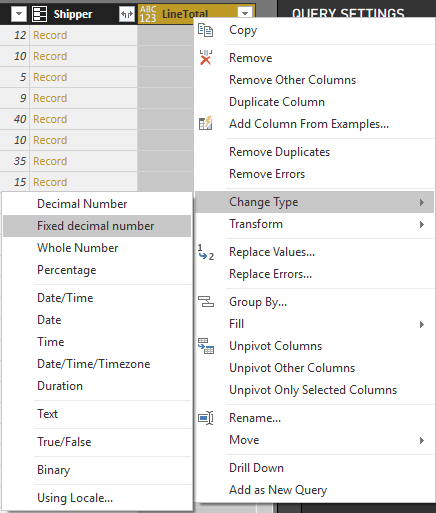 Shipper
ABC
123
LineTotal
QUERY SETTINGS
12 Record
10 Record
5 Record
9 Record
40 Record
10 Record
35 Record
15 Record
Copy
Remove
Remove Other Columns
Duplicate Column
Add Column From Examples...
Remove Duplicates
Remove Errors
Change Type
Transform
1
2
Replace Values...
Replace Errors...
Group By...
Fill
Unpivot Columns
Unpivot Other Columns
Unpivot Only Selected Columns
Rename...
Move
Drill Down
Add as New Query
Decimal Number
Fixed decimal number
Whole Number
Percentage
Date/Time
Date
Time
Date/Time/Timezone
Duration
Text
True/False
Binary
Using Locale...